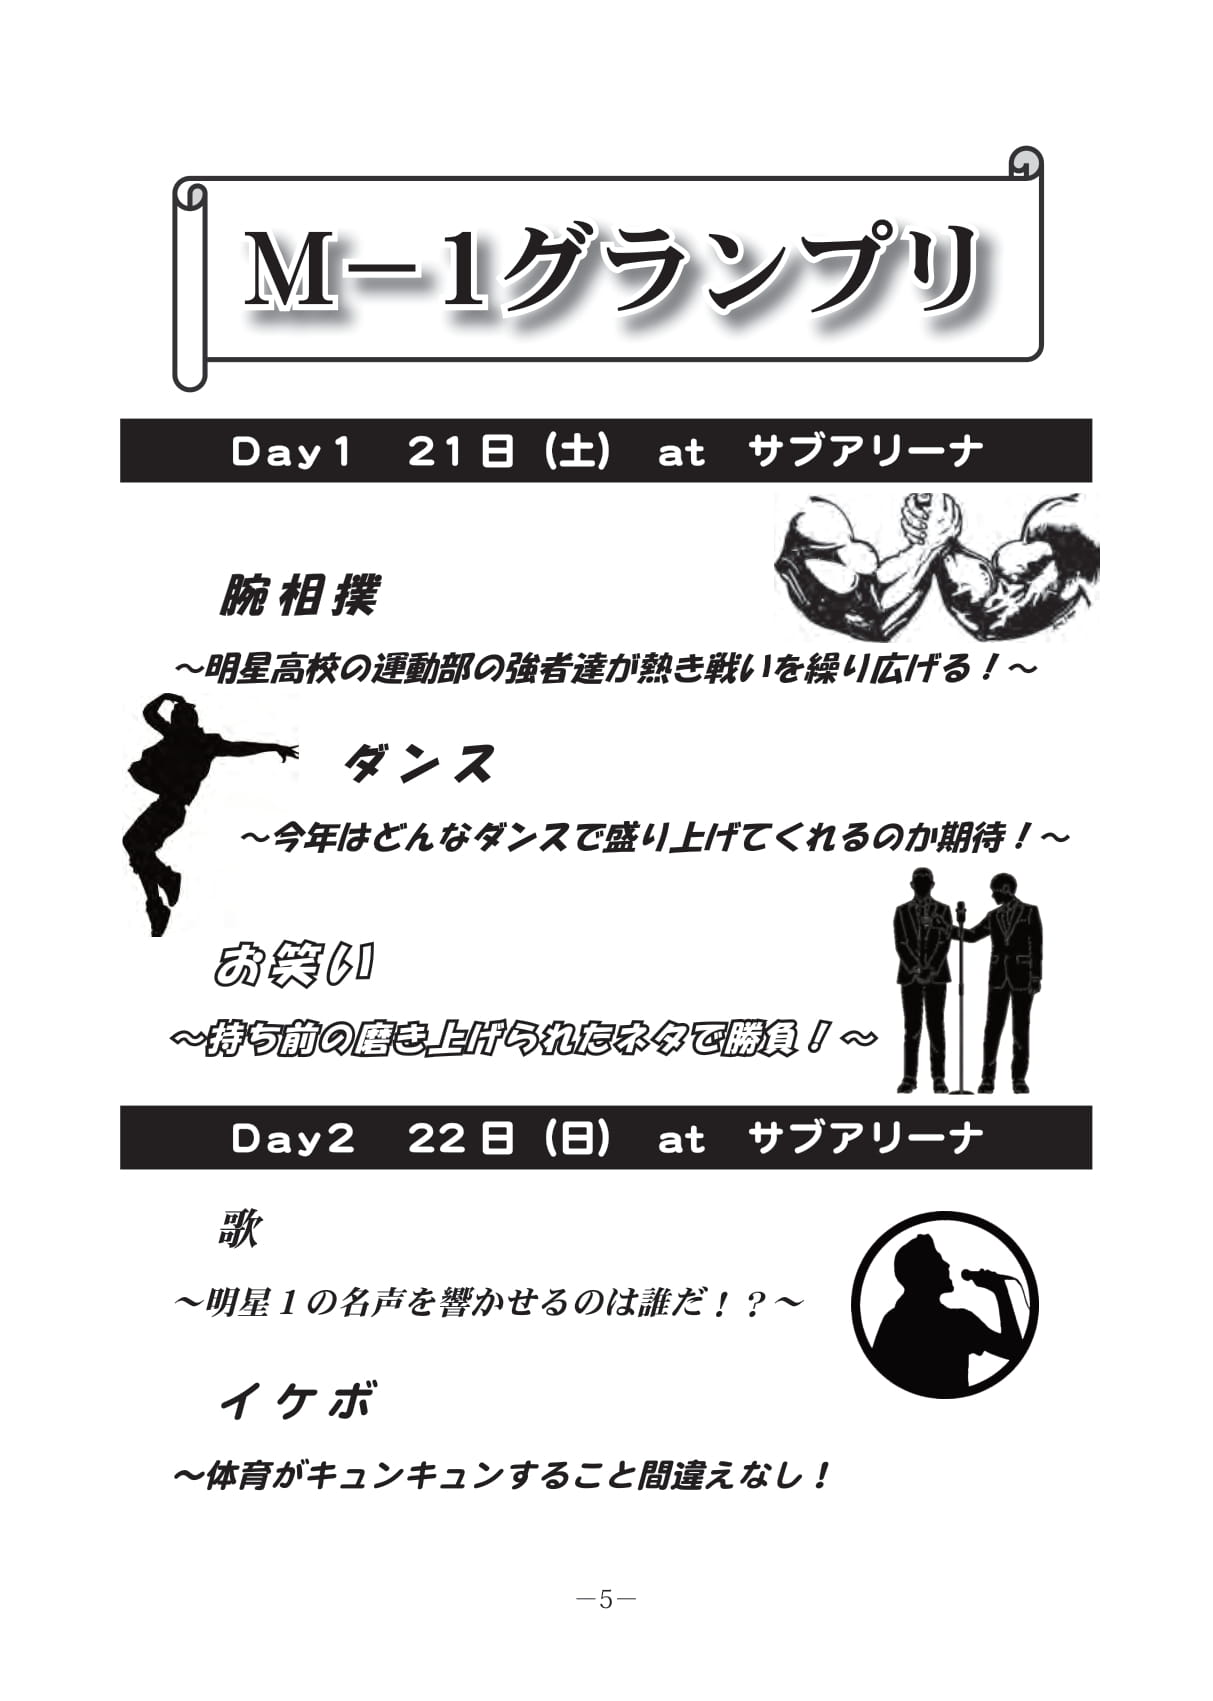 M－1グランプリ
Day1　21日（土）　at　サブアリーナ
腕相撲
～明星高校の運動部の強者達が熱き戦いを繰り広げる！～
ダンス
～今年はどんなダンスで盛り上げてくれるのか期待！～
お笑い
～持ち前の磨き上げられたネタで勝負！～
Day2　22日（日）　at　サブアリーナ
歌
～明星１の名声を響かせるのは誰だ！？～
イケボ
～体育がキュンキュンすること間違えなし！
－5－